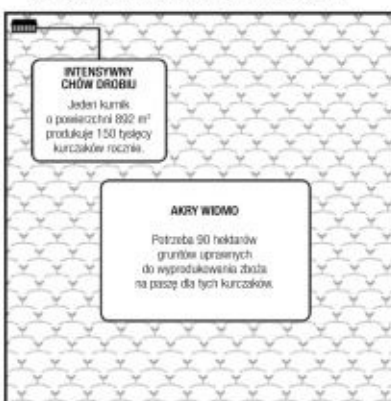 INTENSYWNY
CHÓW DROBIU
Jeden kurnik
o powierzchni 892 m²
produkuje 150 tysięcy
kurczaków rocznie.
AKRY WIDMO
Potrzeba 90 hektarów
gruntów uprawnych
do wyprodukowania zboża
na paszę dla tych kurczaków.